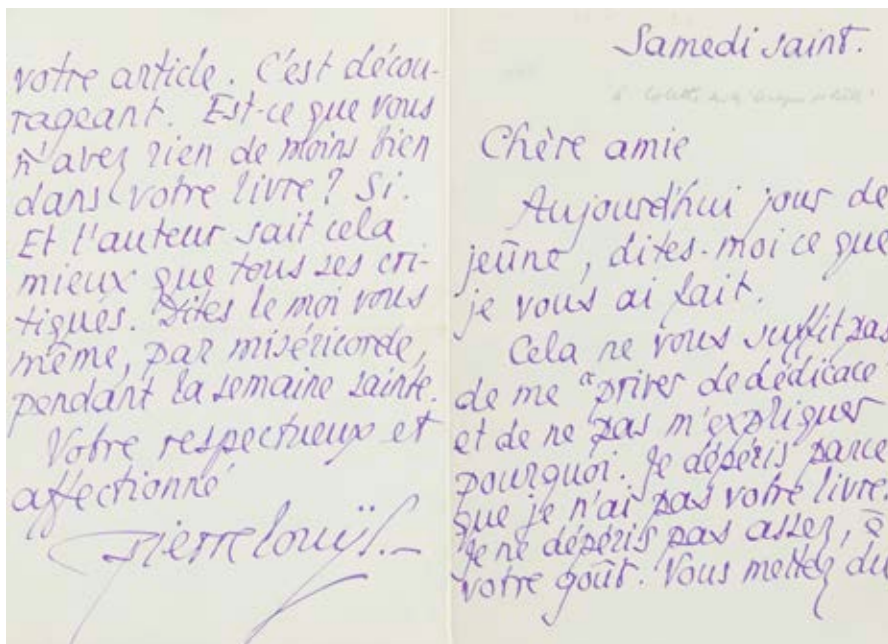 Samedi saint.
à Colette
Chère amie
Aujourd'hui jour de
jeûne, dites-moi ce que
je vous ai fait.
Cela ne vous suffit pas
de me "priver de dédicace"
et de ne pas m'expliquer
pourquoi. Je dépéris parce
que je n'ai pas votre livre.
Je ne dépéris pas assez, à
votre goût. Vous mettez du
votre article. C'est décou-
rageant. Est-ce que vous
n'avez rien de moins bien
dans votre livre? Si.
Et l'auteur sait cela
mieux que tous ses cri-
tiques. Dites le moi vous
même, par miséricorde,
pendant la semaine sainte.
Votre respectueux et
affectionné
Pierre Louÿs.